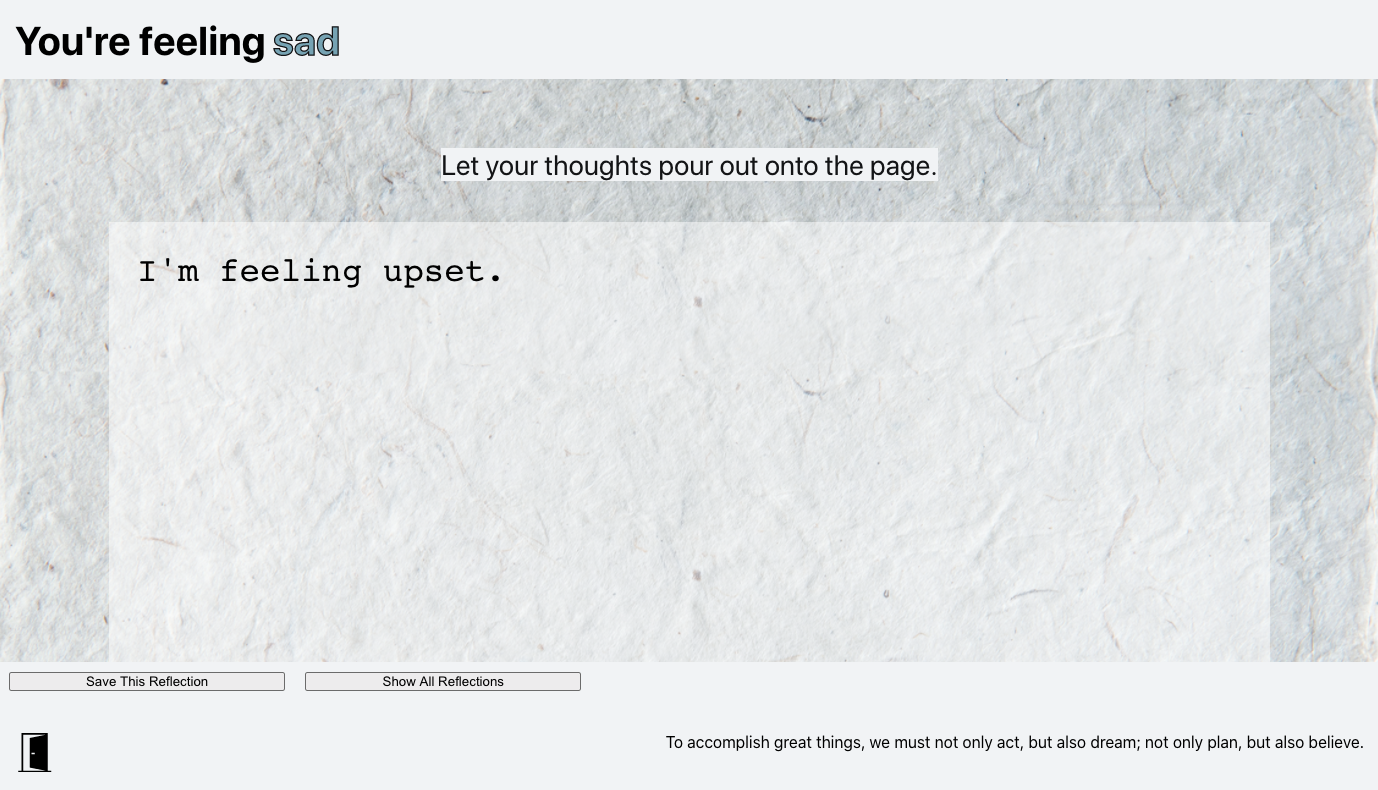 You're feeling sad
Let your thoughts pour out onto the page.
I'm feeling upset.
Save This Reflection
Show All Reflections
To accomplish great things, we must not only act, but also dream; not only plan, but also believe.